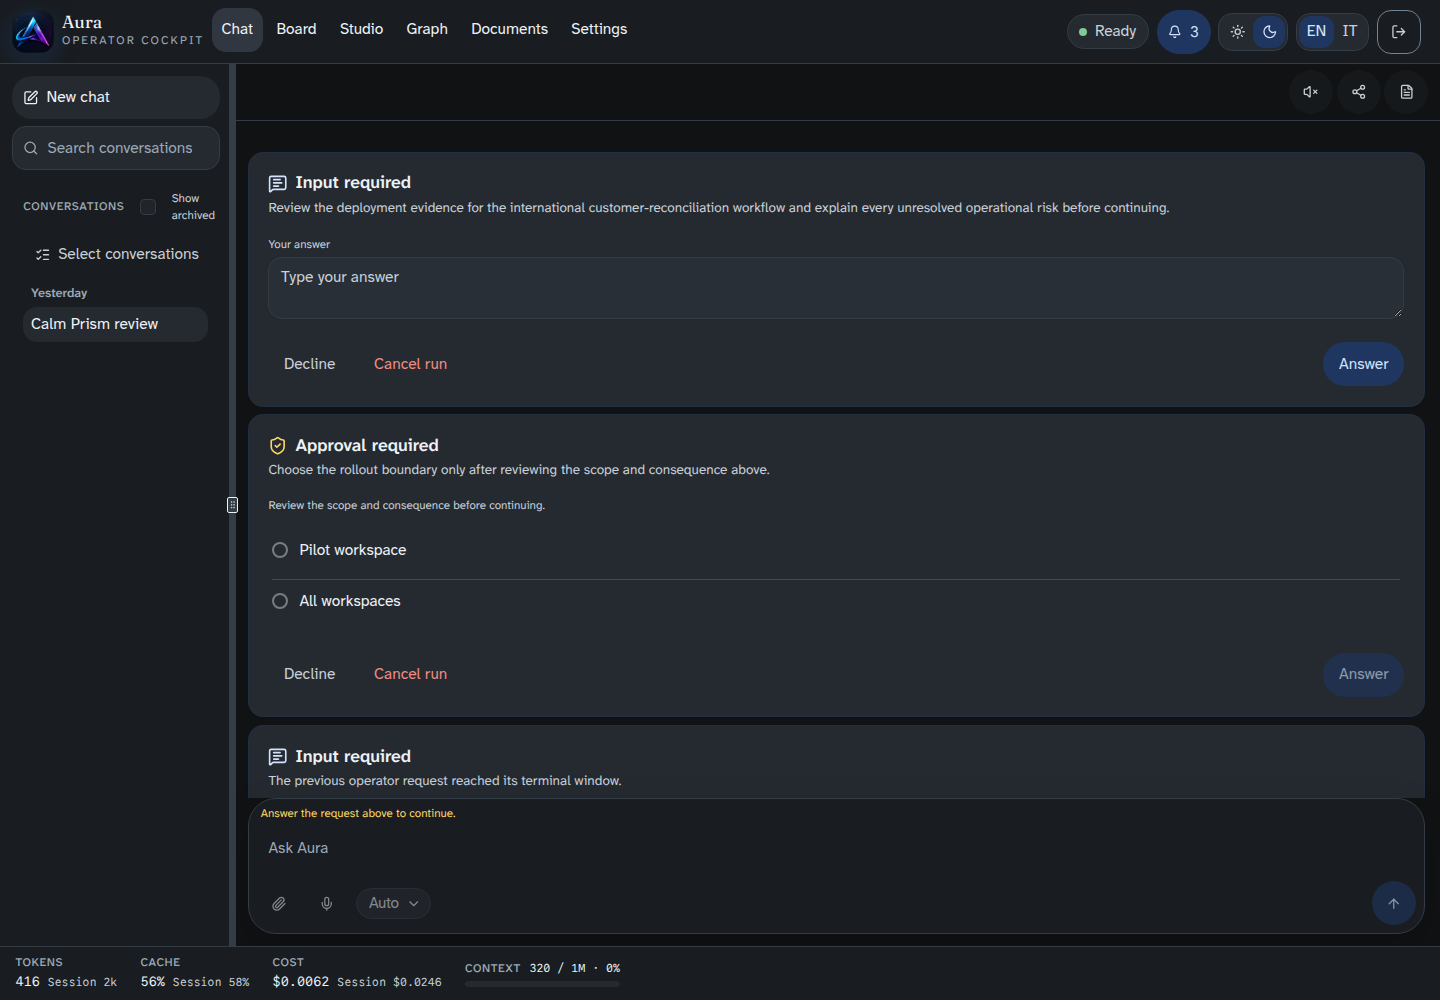 Aura
OPERATOR COCKPIT
Chat
Board
Studio
Graph
Documents
Settings
Ready
3
EN
IT
New chat
Search conversations
CONVERSATIONS
Show
archived
Select conversations
Yesterday
Calm Prism review
Input required
Review the deployment evidence for the international customer-reconciliation workflow and explain every unresolved operational risk before continuing.
Your answer
Type your answer
Decline
Cancel run
Answer
Approval required
Choose the rollout boundary only after reviewing the scope and consequence above.
Review the scope and consequence before continuing.
Pilot workspace
All workspaces
Decline
Cancel run
Answer
Input required
The previous operator request reached its terminal window.
Answer the request above to continue.
Ask Aura
Auto
TOKENS
416 Session 2k
CACHE
56% Session 58%
COST
$0.0062 Session $0.0246
CONTEXT 320 / 1M · 0%